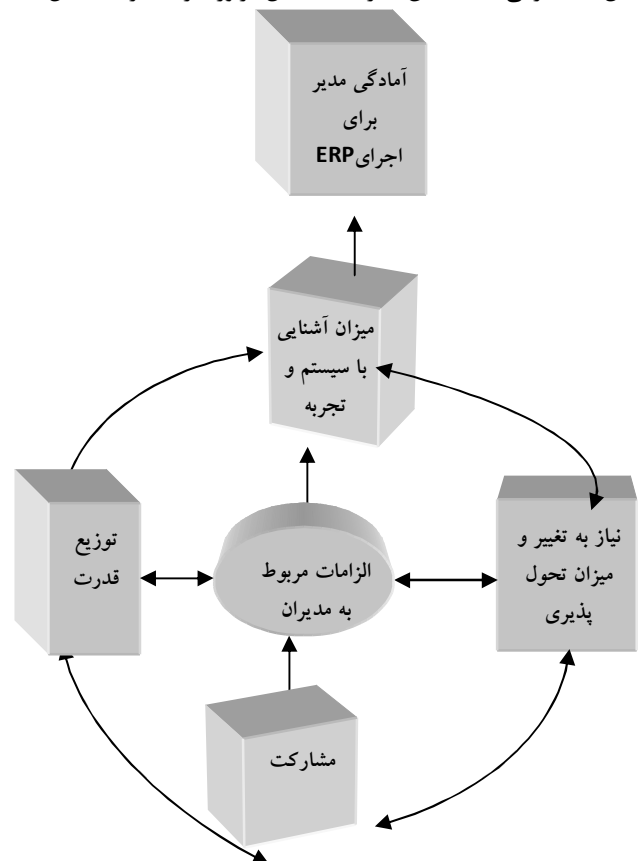 آمادگی مدیر
برای
اجرایERP
میزان آشنایی
با سیستم و
تجربه
توزیع
قدرت
الزامات مربوط
به مدیران
نیاز به تغییر و
میزان تحول
پذیری
مشارکت